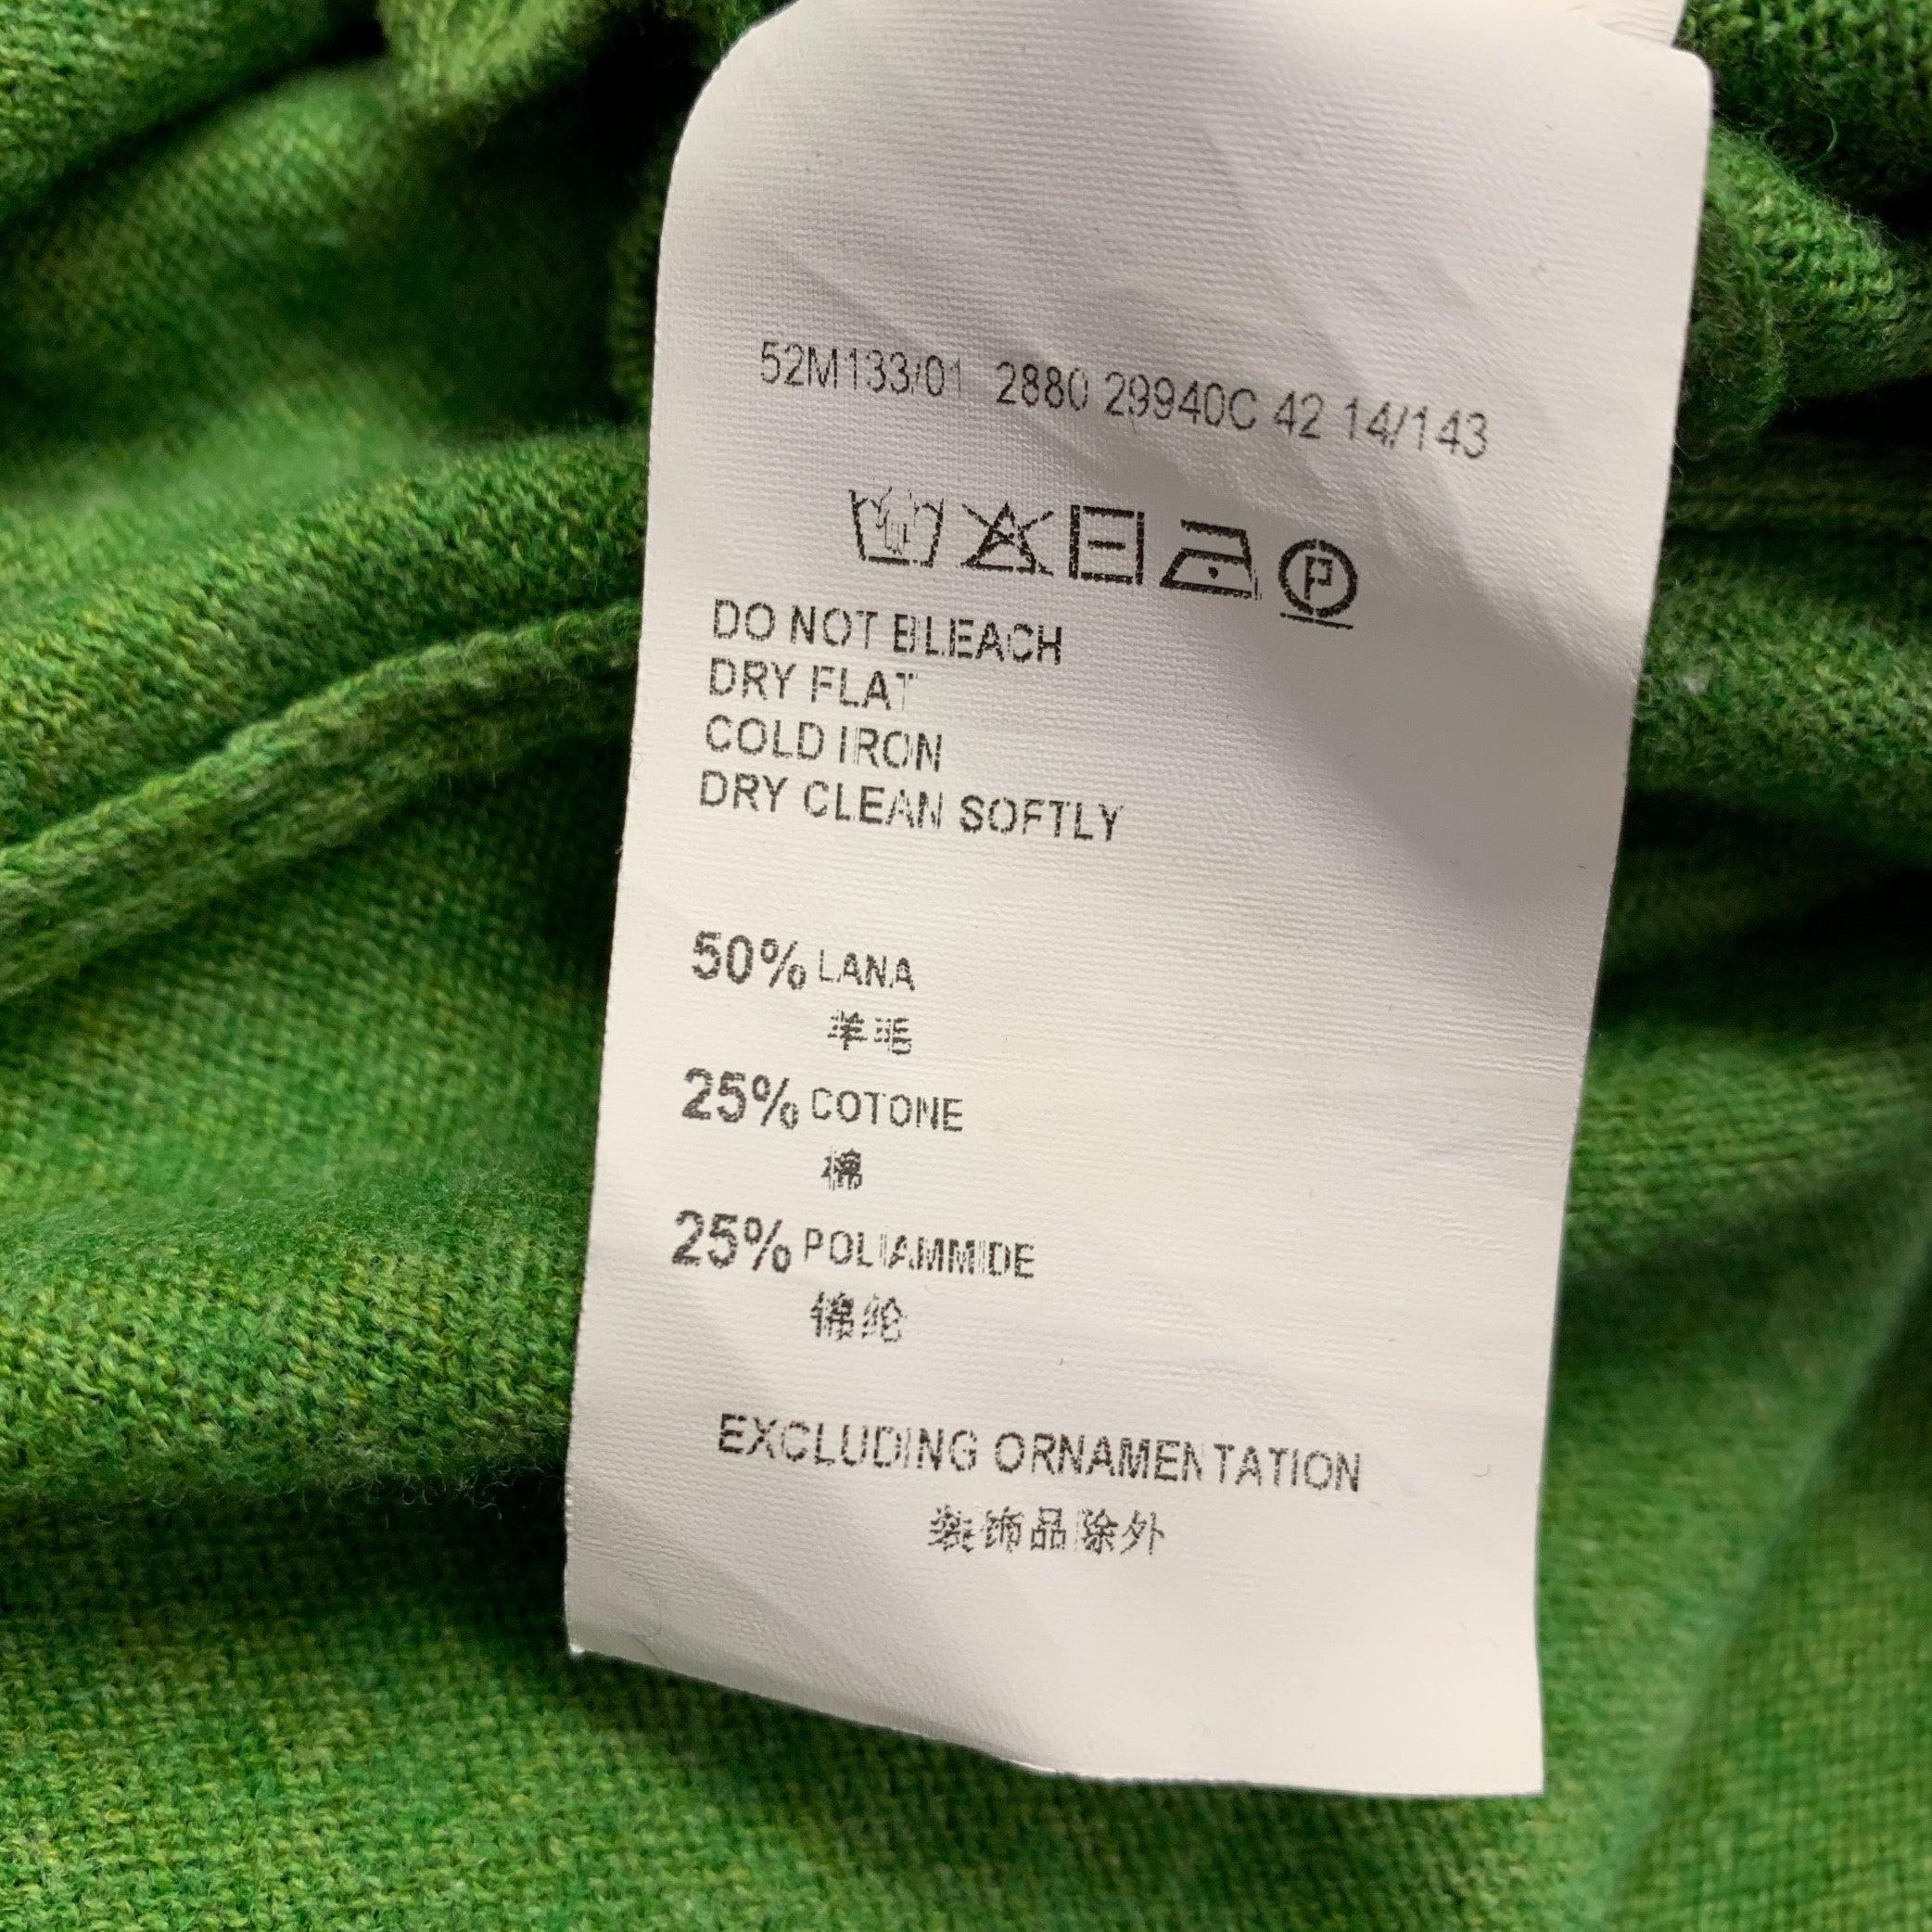 52M133/01 2880 29940C 42 14/143
P
DO NOT BLEACH
DRY FLAT
COLD IRON
DRY CLEAN SOFTLY
50% LANA
羊毛
25% COTONE
棉
25% POLIAMMIDE
锦纶
EXCLUDING ORNAMENTATION
装饰品除外